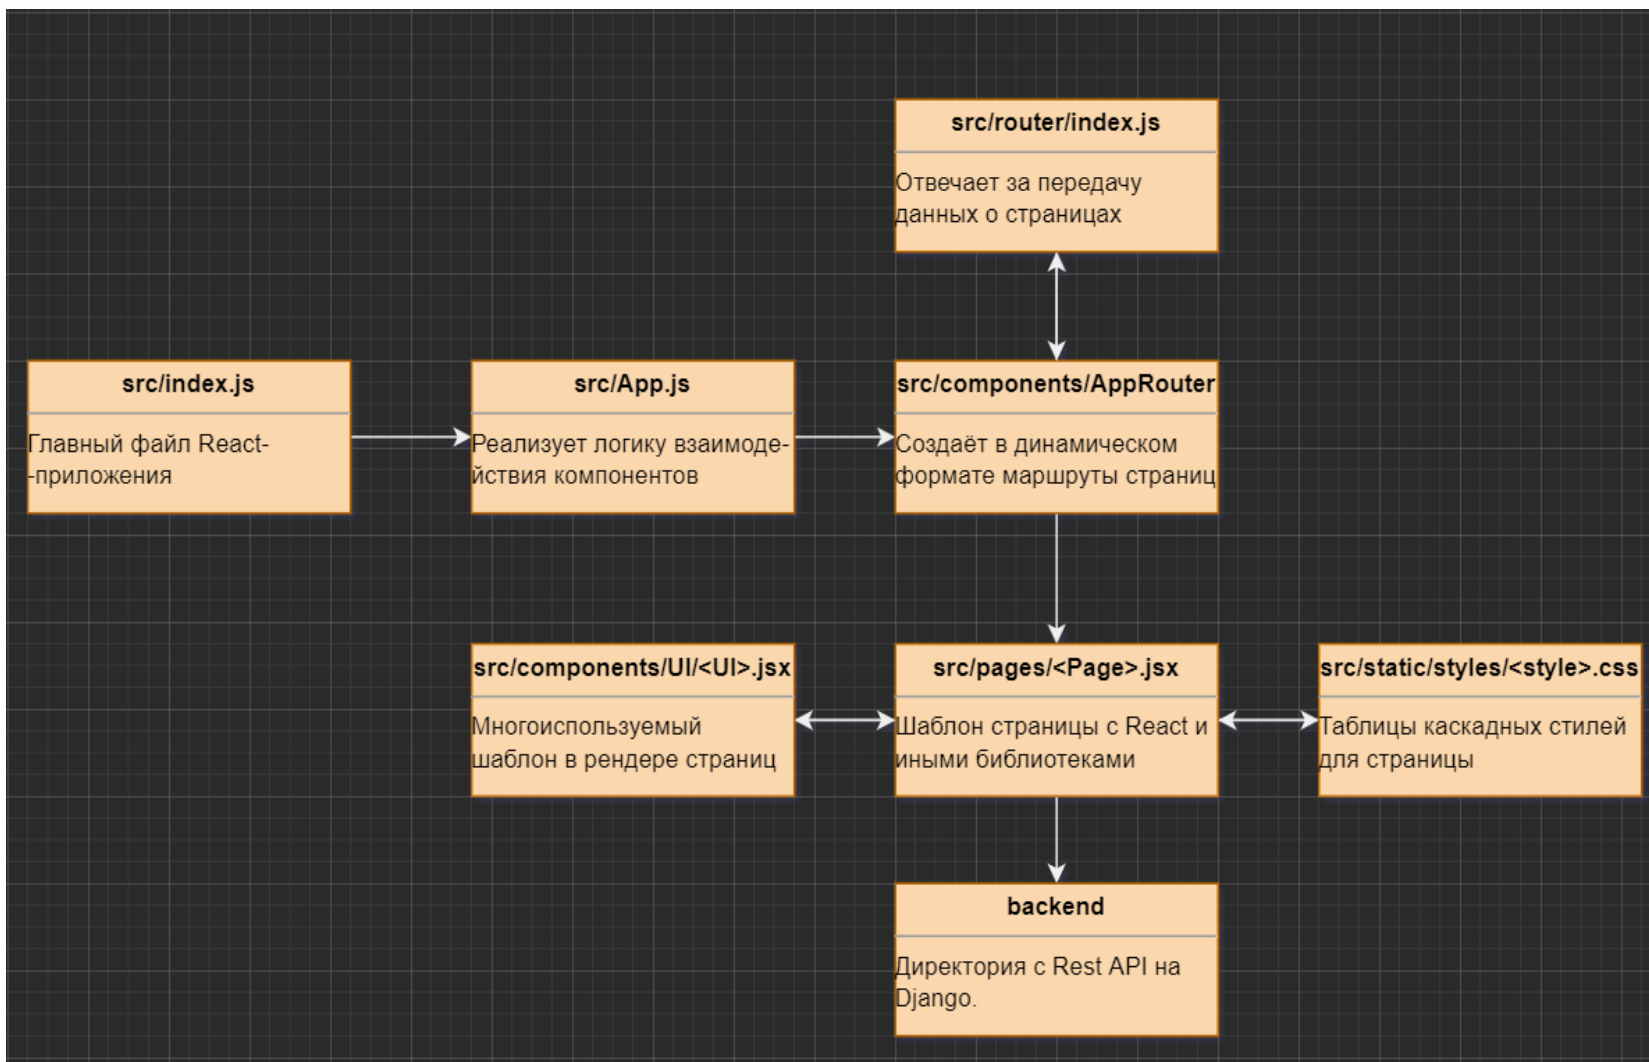 src/router/index.js
Отвечает за передачу
данных о страницах
src/index.js
Главный файл React-
-приложения
src/App.js
Реализует логику взаимоде-
йствия компонентов
src/components/AppRouter
Создаёт в динамическом
формате маршруты страниц
src/components/UI/<UI>.jsx
Многоиспользуемый
шаблон в рендере страниц
src/pages/<Page>.jsx
Шаблон страницы с React и
иными библиотеками
src/static/styles/<style>.css
Таблицы каскадных стилей
для страницы
backend
Директория с Rest API на
Django.